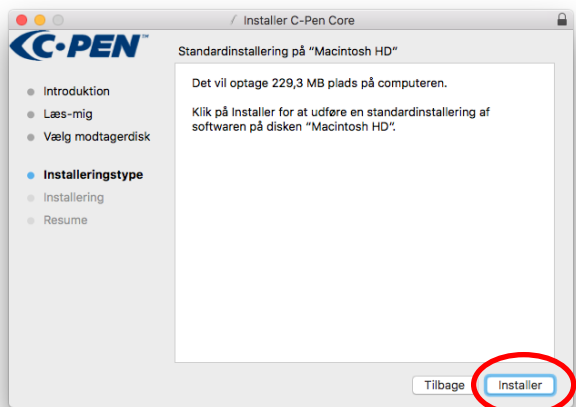 Installer C-Pen Core
C-PEN™
Standardinstallering på “Macintosh HD”
Introduktion
Læs-mig
Vælg modtagerdisk
Installeringstype
Installering
Resume
Det vil optage 229,3 MB plads på computeren.
Klik på Installer for at udføre en standardinstallering af
softwaren på disken “Macintosh HD”.
Tilbage
Installer